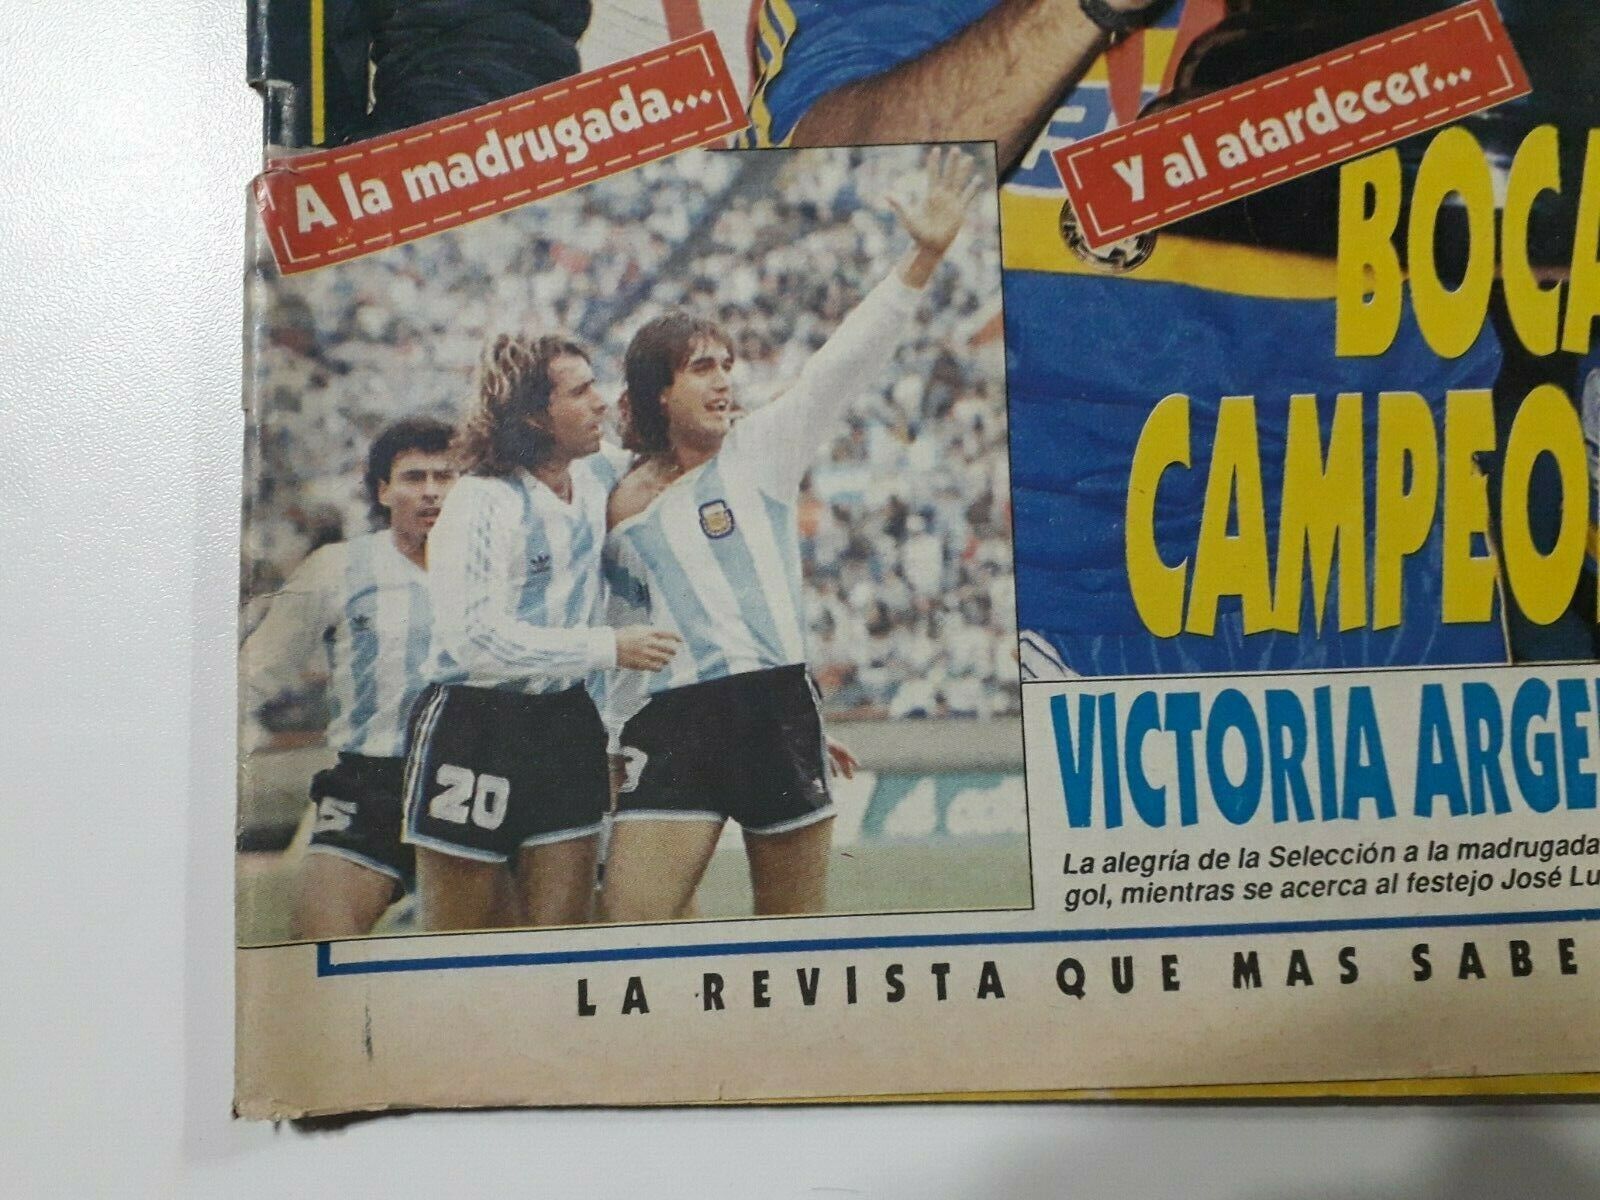 A la madrugada...
Y al atardecer...
BOCA
CAMPEO
VICTORIA ARGE
La alegría de la Selección a la madrugada
gol, mientras se acerca al festejo José Lu
20
LA REVISTA QUE MAS SABE